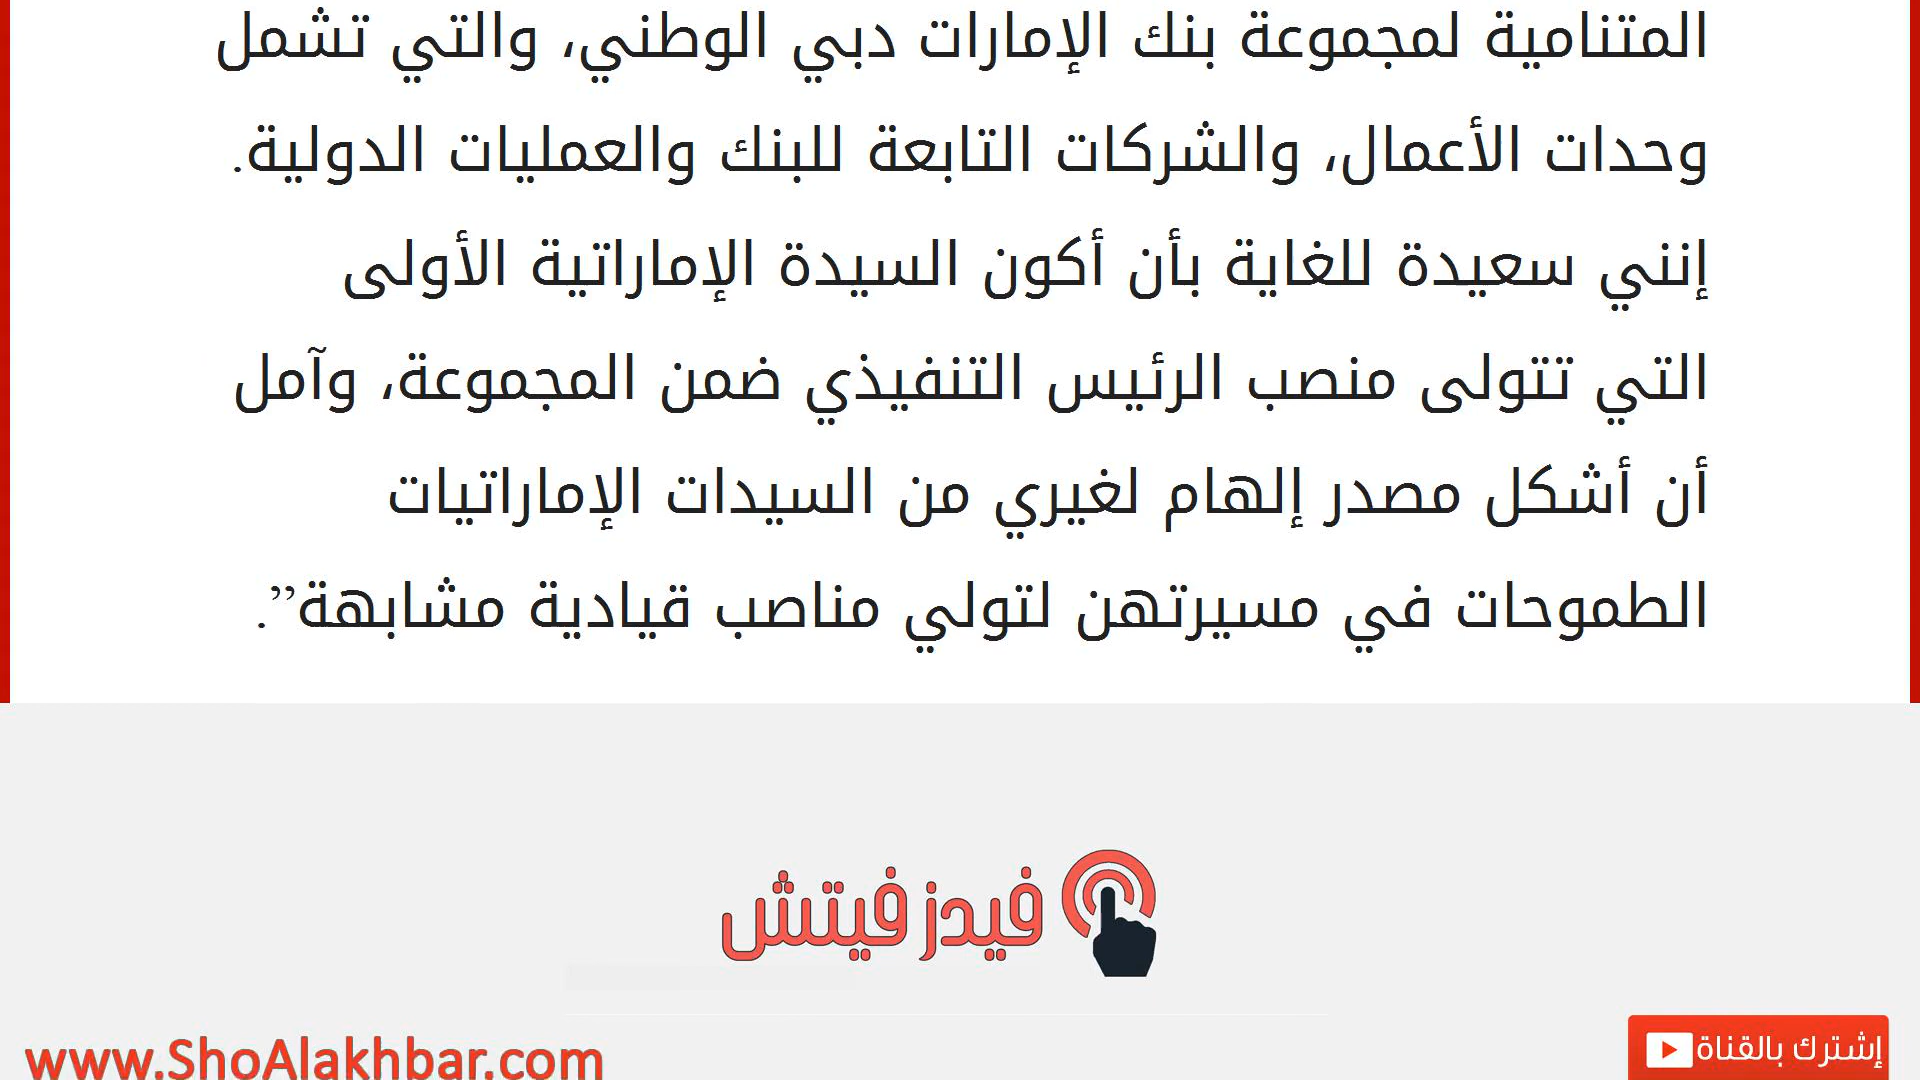 المتنامية لمجموعة بنك الإمارات دبي الوطني، والتي تشمل
وحدات الأعمال، والشركات التابعة للبنك والعمليات الدولية.
إنني سعيدة للغاية بأن أكون السيدة الإماراتية الأولى
التي تتولى منصب الرئيس التنفيذي ضمن المجموعة، وآمل
أن أشكل مصدر إلهام لغيري من السيدات الإماراتيات
الطموحات في مسيرتهن لتولي مناصب قيادية مشابهة”.
فيدز فيتش
www.ShoAlakhbar.com
إشترك بالقناة